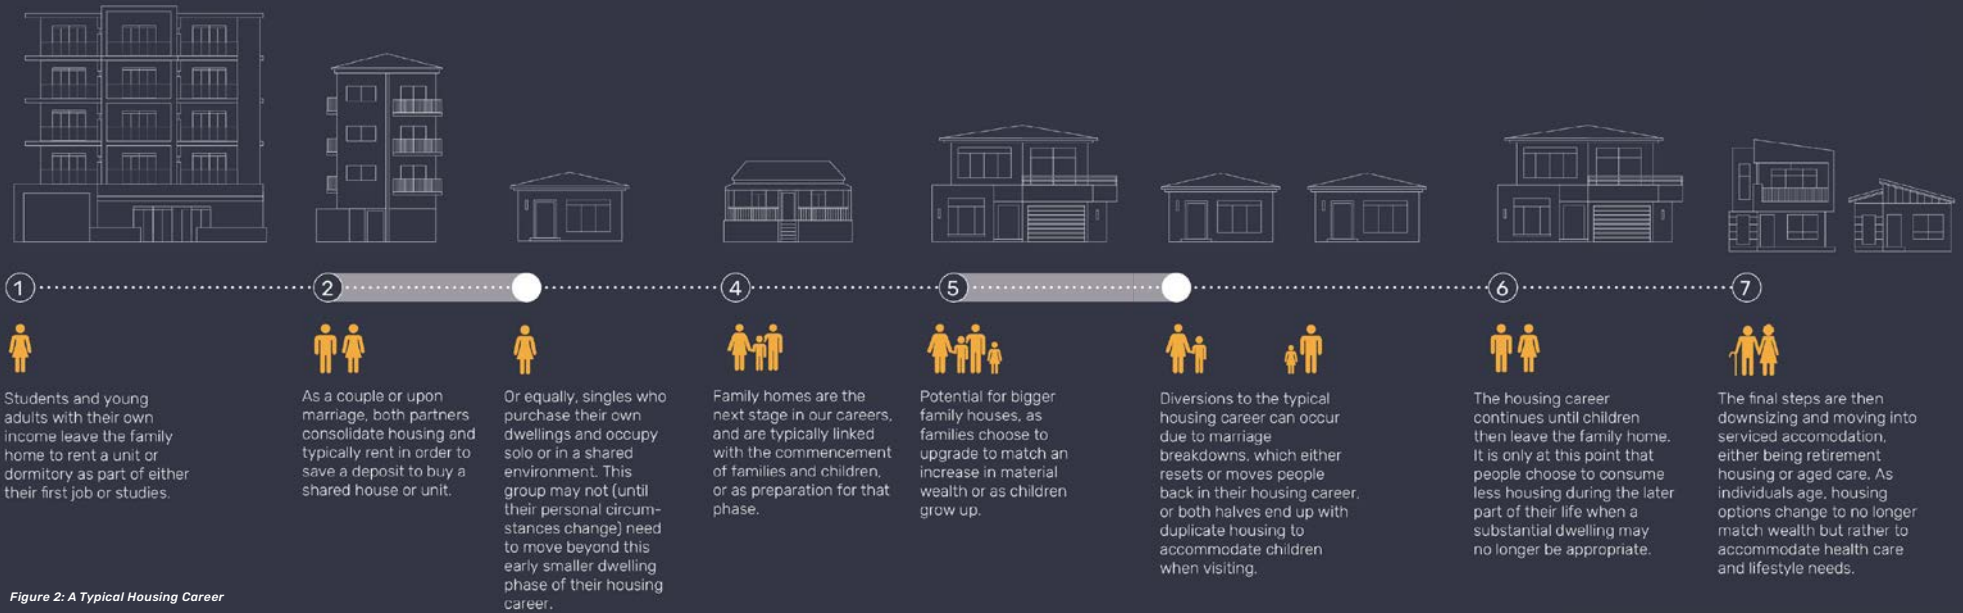 1
2
4
5
6
7
Students and young
adults with their own
income leave the family
home to rent a unit or
dormitory as part of either
their first job or studies.
As a couple or upon
marriage, both partners
consolidate housing and
typically rent in order to
save a deposit to buy a
shared house or unit.
Or equally, singles who
purchase their own
dwellings and occupy
solo or in a shared
environment. This
group may not (until
their personal circum-
stances change) need
to move beyond this
early smaller dwelling
phase of their housing
career.
Family homes are the
next stage in our careers,
and are typically linked
with the commencement
of families and children,
or as preparation for that
phase.
Potential for bigger
family houses, as
families choose to
upgrade to match an
increase in material
wealth or as children
grow up.
Diversions to the typical
housing career can occur
due to marriage
breakdowns, which either
resets or moves people
back in their housing career,
or both halves end up with
duplicate housing to
accommodate children
when visiting.
The housing career
continues until children
then leave the family home.
It is only at this point that
people choose to consume
less housing during the later
part of their life when a
substantial dwelling may
no longer be appropriate.
The final steps are then
downsizing and moving into
serviced accomodation,
either being retirement
housing or aged care. As
individuals age, housing
options change to no longer
match wealth but rather to
accommodate health care
and lifestyle needs.
Figure 2: A Typical Housing Career